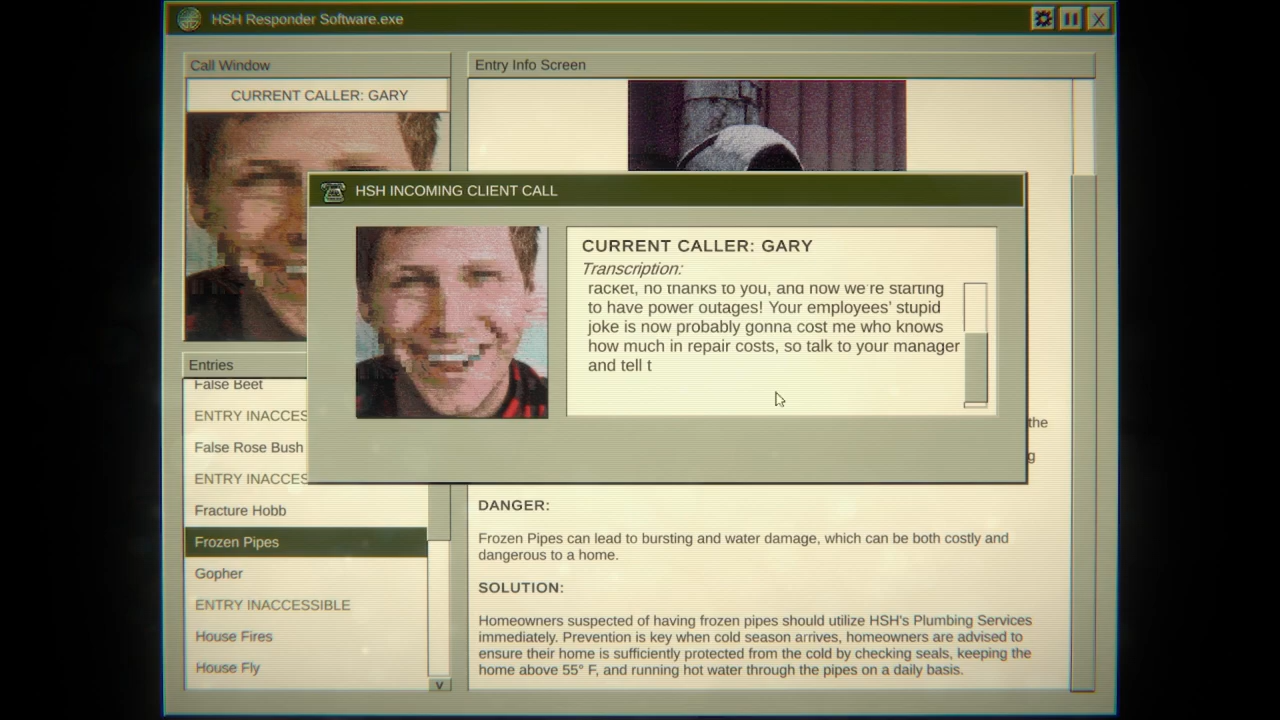 HSH Responder Software.exe
X
Call Window
Entry Info Screen
CURRENT CALLER: GARY
HSH INCOMING CLIENT CALL
CURRENT CALLER: GARY
Transcription:
racket, no thanks to you, and now we're starting
to have power outages! Your employees' stupid
joke is now probably gonna cost me who knows
how much in repair costs, so talk to your manager
and tell t
Entries
False Beet
ENTRY INACCES
False Rose Bush
ENTRY INACCES
Fracture Hobb
Frozen Pipes
Gopher
ENTRY INACCESSIBLE
House Fires
House Fly
v
the
g
DANGER:
Frozen Pipes can lead to bursting and water damage, which can be both costly and
dangerous to a home.
SOLUTION:
Homeowners suspected of having frozen pipes should utilize HSH's Plumbing Services
immediately. Prevention is key when cold season arrives, homeowners are advised to
ensure their home is sufficiently protected from the cold by checking seals, keeping the
home above 55° F, and running hot water through the pipes on a daily basis.